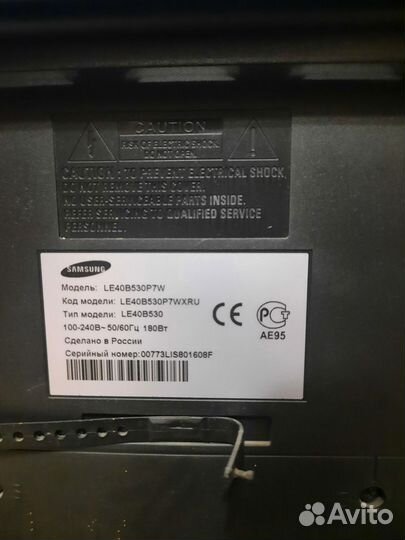 CAUTION
RISK OF ELECTRIC SHOCK
DO NOT OPEN
CAUTION: TO PREVENT ELECTRICAL SHOCK,
DO NOT REMOVE THIS COVER.
NO USER-SERVICEABLE PARTS INSIDE.
REFER SERVICING TO QUALIFIED SERVICE
PERSONNEL.
SAMSUNG
Модель: LE40B530P7W
Код модели: LE40B530P7WXRU
Тип модели: LE40B530
100-240В~ 50/60Гц 180Вт
Сделано в России
Серийный номер:00773LIS801608F
CE
РСТ
АЕ95
Avito